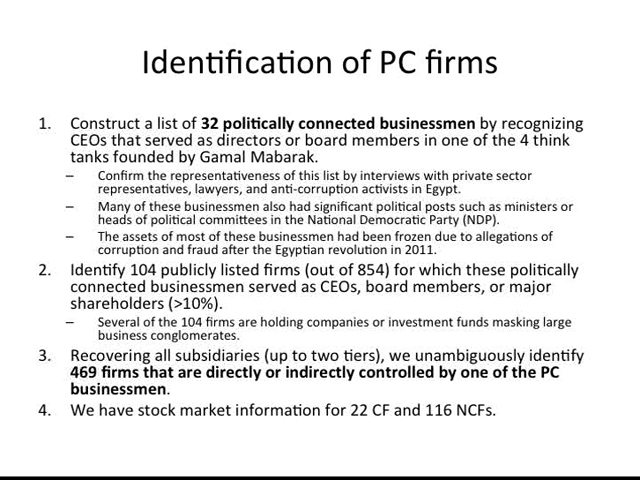 Identification of PC firms
1. Construct a list of 32 politically connected businessmen by recognizing
CEOs that served as directors or board members in one of the 4 think
tanks founded by Gamal Mabarak.
– Confirm the representativeness of this list by interviews with private sector
representatives, lawyers, and anti-corruption activists in Egypt.
– Many of these businessmen also had significant political posts such as ministers or
heads of political committees in the National Democratic Party (NDP).
– The assets of most of these businessmen had been frozen due to allegations of
corruption and fraud after the Egyptian revolution in 2011.
2. Identify 104 publicly listed firms (out of 854) for which these politically
connected businessmen served as CEOs, board members, or major
shareholders (>10%).
– Several of the 104 firms are holding companies or investment funds masking large
business conglomerates.
3. Recovering all subsidiaries (up to two tiers), we unambiguously identify
469 firms that are directly or indirectly controlled by one of the PC
businessmen.
4. We have stock market information for 22 CF and 116 NCFs.